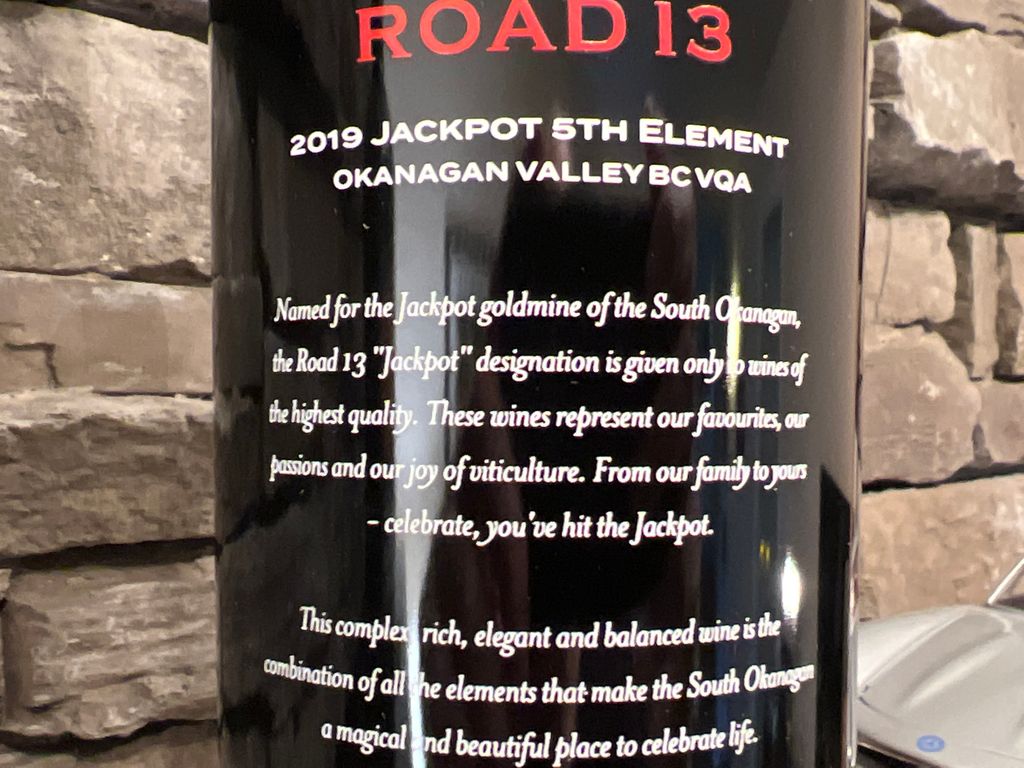 ROAD 13
2019 JACKPOT 5TH ELEMENT
OKANAGAN VALLEY BC VQA
Named for the Jackpot goldmine of the South Okanagan,
the Road 13 "Jackpot" designation is given only to wines of
the highest quality. These wines represent our favourites, our
passions and our joy of viticulture. From our family to yours
– celebrate, you've hit the Jackpot.
This complex, rich, elegant and balanced wine is the
combination of all the elements that make the South Okanagan
a magical and beautiful place to celebrate life.